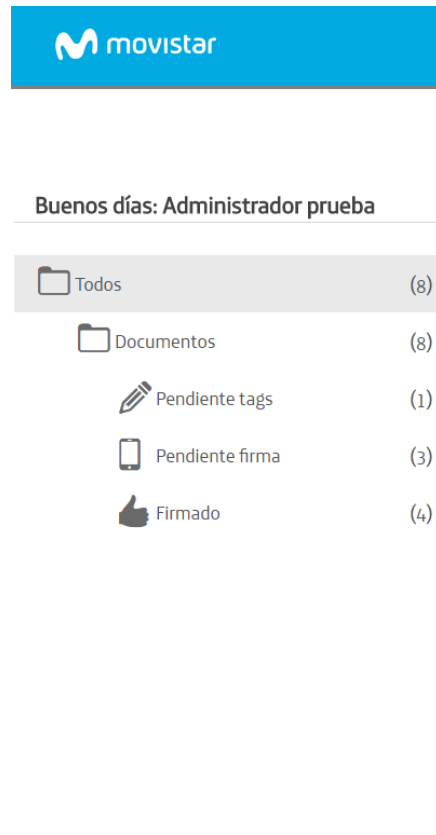 movistar
Buenos días: Administrador prueba
Todos (8)
Documentos (8)
Pendiente tags (1)
Pendiente firma (3)
Firmado (4)